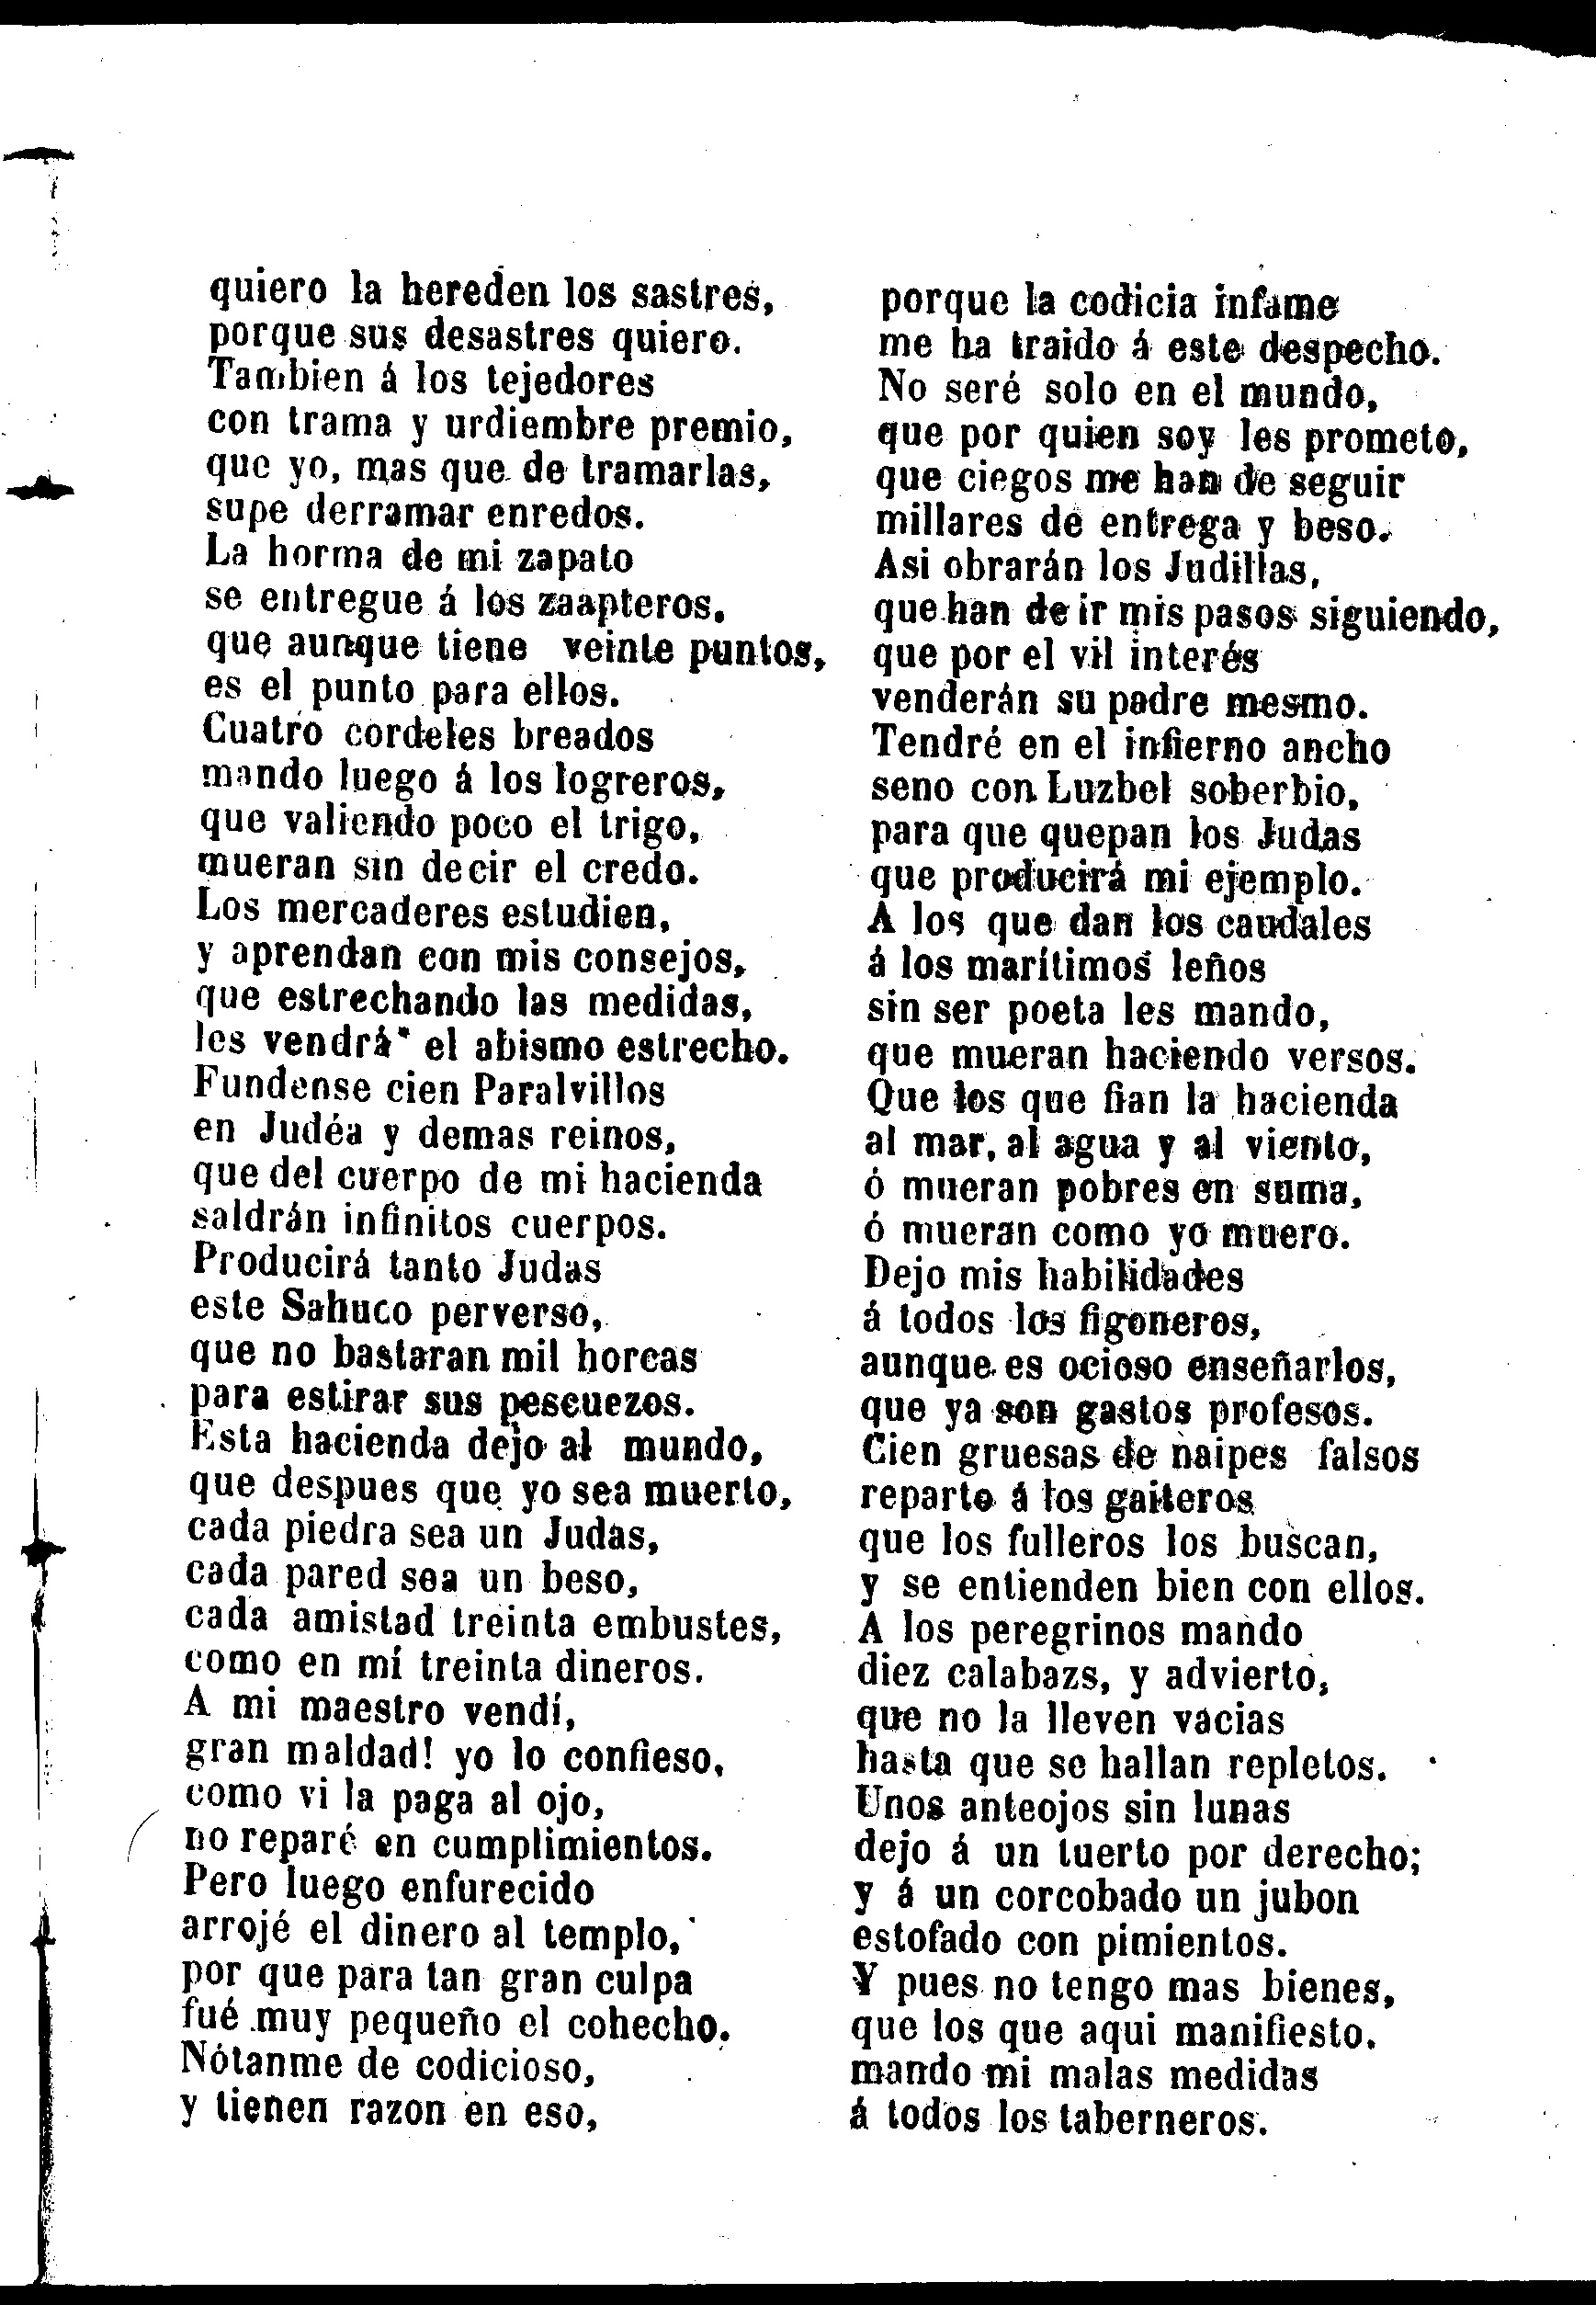 quiero la hereden los sastres,
porque sus desastres quiero.
Tambien á los tejedores
con trama y urdiembre premio,
que yo, mas que de tramarlas,
supe derramar enredos.
La horma de mi zapato
se entregue á los zaapteros,
que aunque tiene veinte puntos,
es el punto para ellos.
Cuatro cordeles breados
mando luego á los logreros,
que valiendo poco el trigo,
mueran sin decir el credo.
Los mercaderes estudien,
y aprendan con mis consejos,
que estrechando las medidas,
les vendrá el abismo estrecho.
Fundense cien Paralvillos
en Judéa y demas reinos,
que del cuerpo de mi hacienda
saldrán infinitos cuerpos.
Producirá tanto Judas
este Sahuco perverso,
que no bastaran mil horcas
para estirar sus pescuezos.
Esta hacienda dejo al mundo,
que despues que yo sea muerto,
cada piedra sea un Judas,
cada pared sea un beso,
cada amistad treinta embustes,
como en mí treinta dineros.
A mi maestro vendí,
gran maldad! yo lo confieso,
como vi la paga al ojo,
no reparé en cumplimientos.
Pero luego enfurecido
arrojé el dinero al templo,
por que para tan gran culpa
fué muy pequeño el cohecho.
Nótanme de codicioso,
y tienen razon en eso,
porque la codicia infame
me ha traido á este despecho.
No seré solo en el mundo,
que por quien soy les prometo,
que ciegos me han de seguir
millares de entrega y beso.
Asi obrarán los Judillas,
que han de ir mis pasos siguiendo,
que por el vil interés
venderán su padre mesmo.
Tendré en el infierno ancho
seno con Luzbel soberbio,
para que quepan los Judas
que producirá mi ejemplo.
A los que dan los caudales
á los marítimos leños
sin ser poeta les mando,
que mueran haciendo versos.
Que los que fian la hacienda
al mar, al agua y al viento,
ó mueran pobres en suma,
ó mueran como yo muero.
Dejo mis habilidades
á todos los figoneros,
aunque es ocioso enseñarlos,
que ya son gastos profesos.
Cien gruesas de naipes falsos
reparto á los gaiteros
que los fulleros los buscan,
y se entienden bien con ellos.
A los peregrinos mando
diez calabazs, y advierto,
que no la lleven vacias
hasta que se hallan repletos.
Unos anteojos sin lunas
dejo á un tuerto por derecho;
y á un corcobado un jubon
estofado con pimientos.
Y pues no tengo mas bienes,
que los que aqui manifiesto.
mando mi malas medidas
á todos los taberneros.